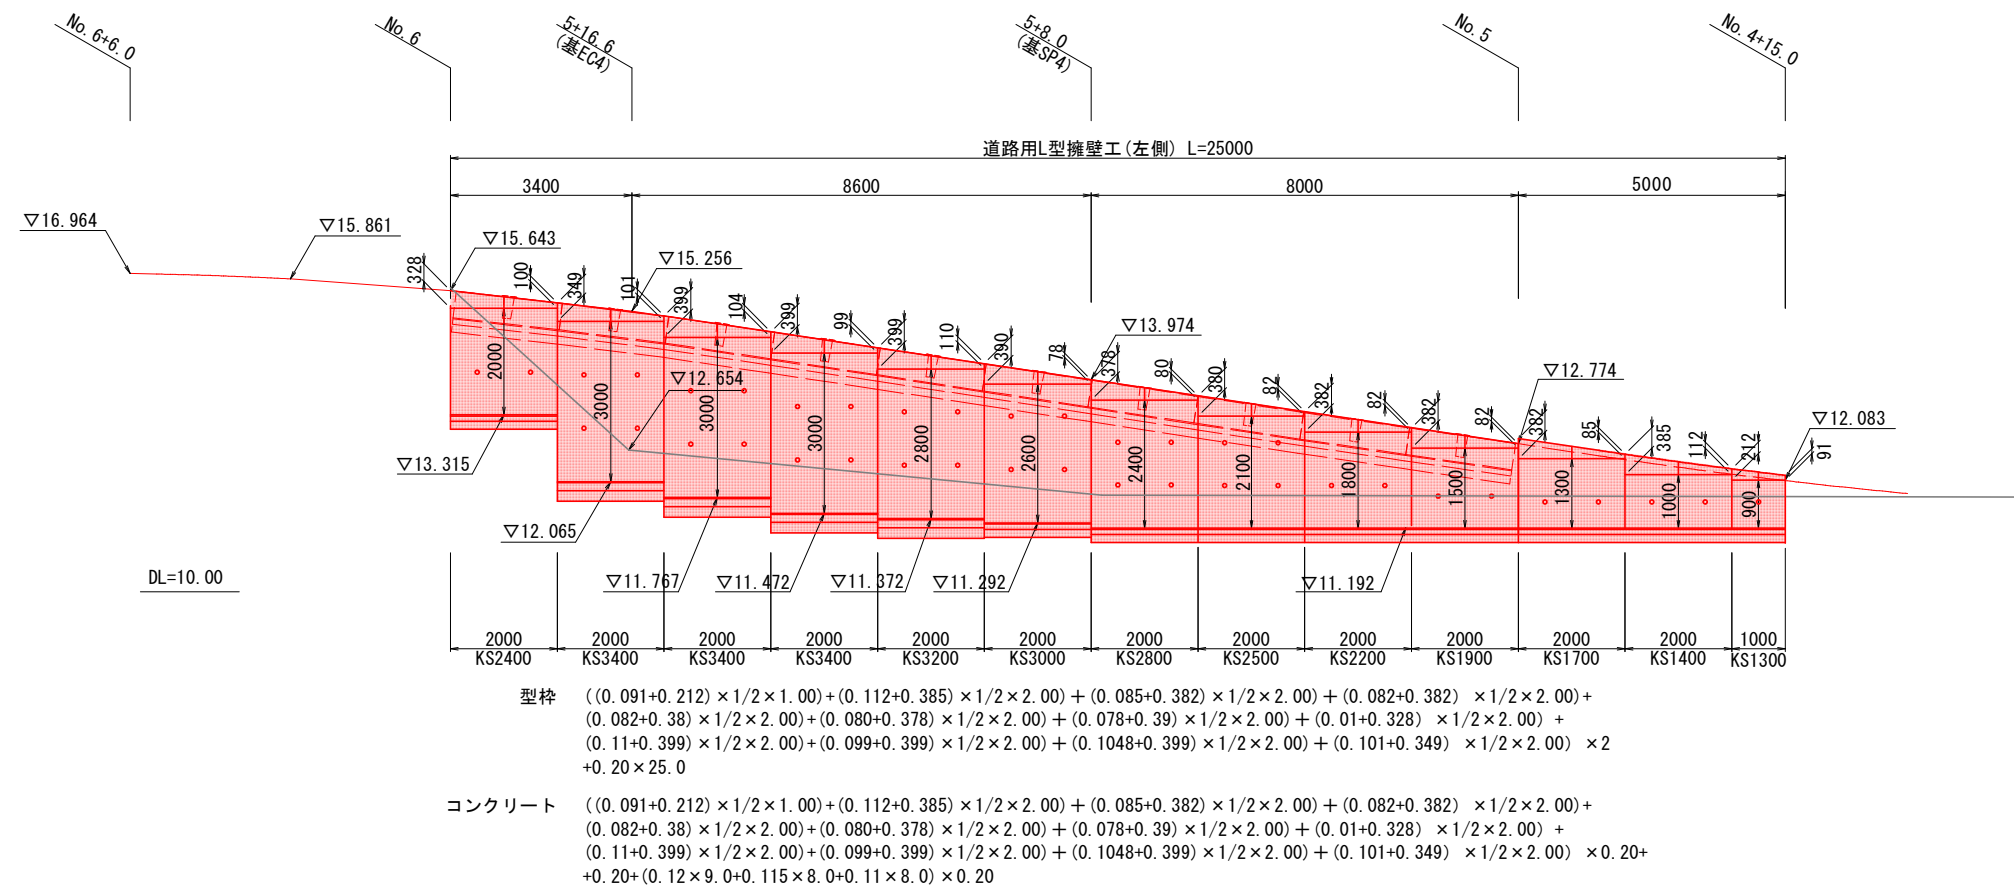 No.6+6.0
No.6
5+16.6
(基EC4)
5+8.0
(基SP4)
No.5
No.4+15.0
道路用L型擁壁工(左側) L=25000
3400
8600
8000
5000
▽16.964
▽15.861
▽15.643
▽15.256
▽13.974
▽12.774
▽12.083
328
100
349
101
399
104
399
99
399
110
390
78
378
80
380
82
382
82
382
82
382
85
385
112
212
91
2000
3000
3000
3000
2800
2600
2400
2100
1800
1500
1300
1000
900
▽12.654
▽13.315
▽12.065
▽11.767
▽11.472
▽11.372
▽11.292
▽11.192
DL=10.00
2000
2000
2000
2000
2000
2000
2000
2000
2000
2000
2000
2000
1000
KS2400
KS3400
KS3400
KS3400
KS3200
KS3000
KS2800
KS2500
KS2200
KS1900
KS1700
KS1400
KS1300
型枠 ((0.091+0.212)×1/2×1.00)+(0.112+0.385)×1/2×2.00)+(0.085+0.382)×1/2×2.00)+(0.082+0.382) ×1/2×2.00)+
(0.082+0.38)×1/2×2.00)+(0.080+0.378)×1/2×2.00)+(0.078+0.39)×1/2×2.00)+(0.01+0.328) ×1/2×2.00) +
(0.11+0.399)×1/2×2.00)+(0.099+0.399)×1/2×2.00)+(0.1048+0.399)×1/2×2.00)+(0.101+0.349) ×1/2×2.00) ×2
+0.20×25.0
コンクリート ((0.091+0.212)×1/2×1.00)+(0.112+0.385)×1/2×2.00)+(0.085+0.382)×1/2×2.00)+(0.082+0.382) ×1/2×2.00)+
(0.082+0.38)×1/2×2.00)+(0.080+0.378)×1/2×2.00)+(0.078+0.39)×1/2×2.00)+(0.01+0.328) ×1/2×2.00) +
(0.11+0.399)×1/2×2.00)+(0.099+0.399)×1/2×2.00)+(0.1048+0.399)×1/2×2.00)+(0.101+0.349) ×1/2×2.00) ×0.20+
+0.20+(0.12×9.0+0.115×8.0+0.11×8.0)×0.20